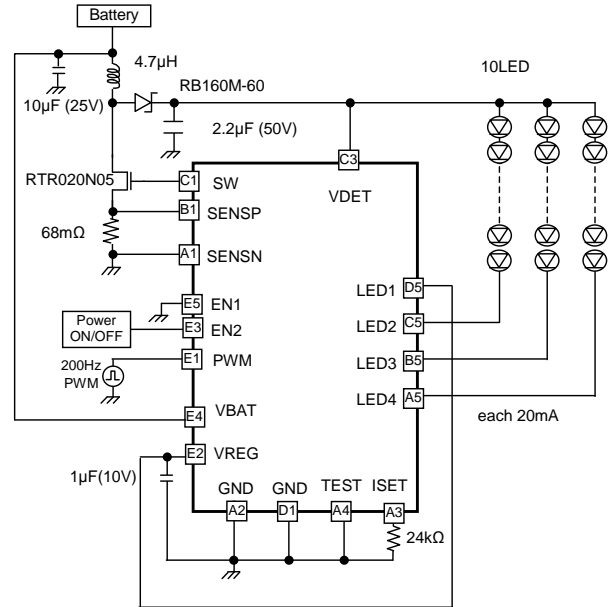 Battery
4.7μH
10LED
RB160M-60
10μF (25V)
2.2μF (50V)
RTR020N05
C1 SW
C3
VDET
B1 SENSP
68mΩ
A1 SENSN
LED1 D5
E5 EN1
Power
ON/OFF
E3 EN2
LED2 C5
200Hz
PWM
E1 PWM
LED3 B5
LED4 A5
E4 VBAT
each 20mA
E2 VREG
1μF(10V)
GND GND TEST ISET
A2 D1 A4 A3
24kΩ